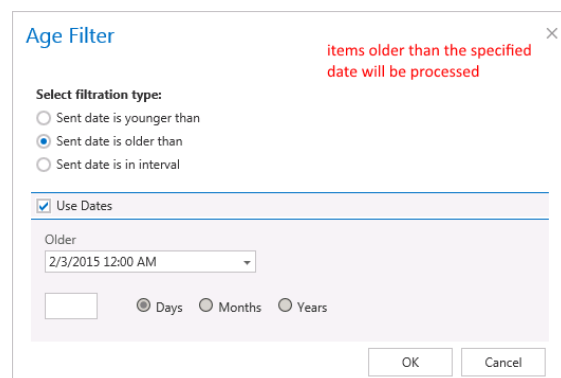 Age Filter
items older than the specified
date will be processed
Select filtration type:
Sent date is younger than
Sent date is older than
Sent date is in interval
Use Dates
Older
2/3/2015 12:00 AM
Days Months Years
OK Cancel